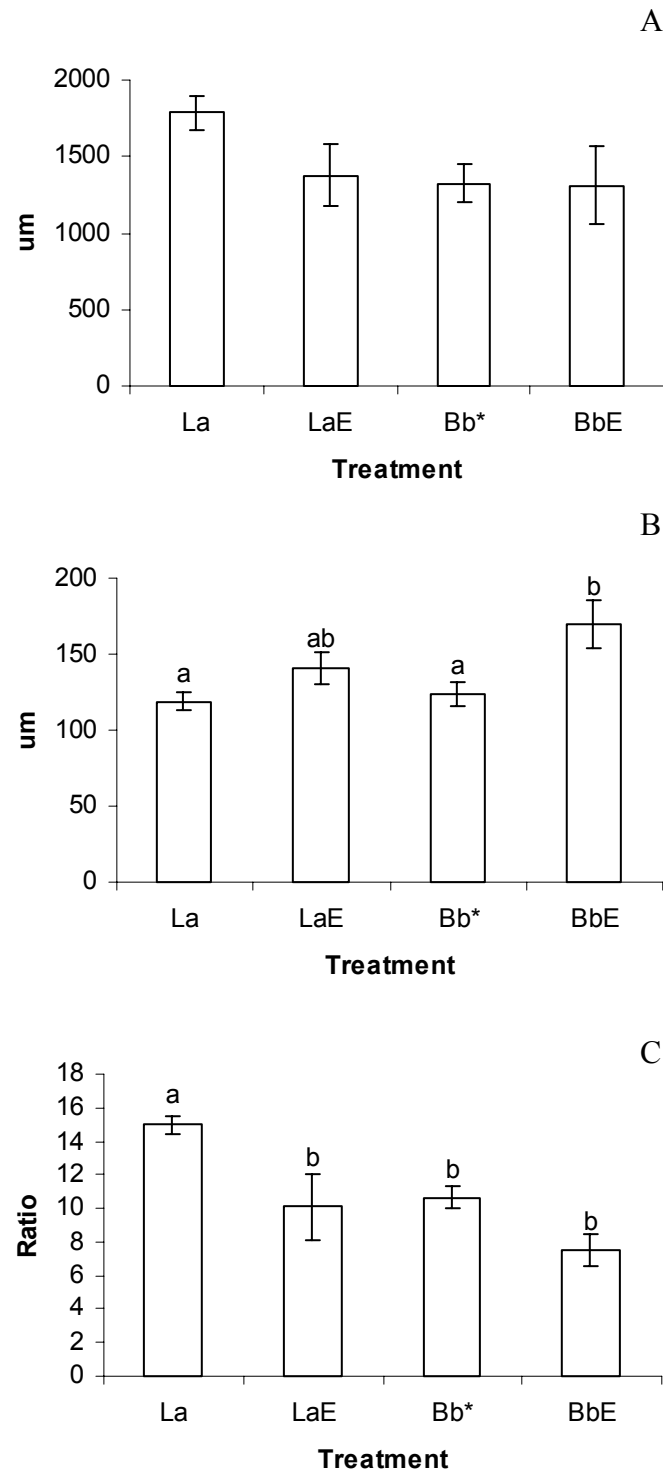 A
2000
1500
1000
500
0
um
La LaE Bb* BbE
Treatment
B
200
150
100
50
0
um
a ab a b
La LaE Bb* BbE
Treatment
C
18
16
14
12
10
8
6
4
2
0
Ratio
a b b b
La LaE Bb* BbE
Treatment